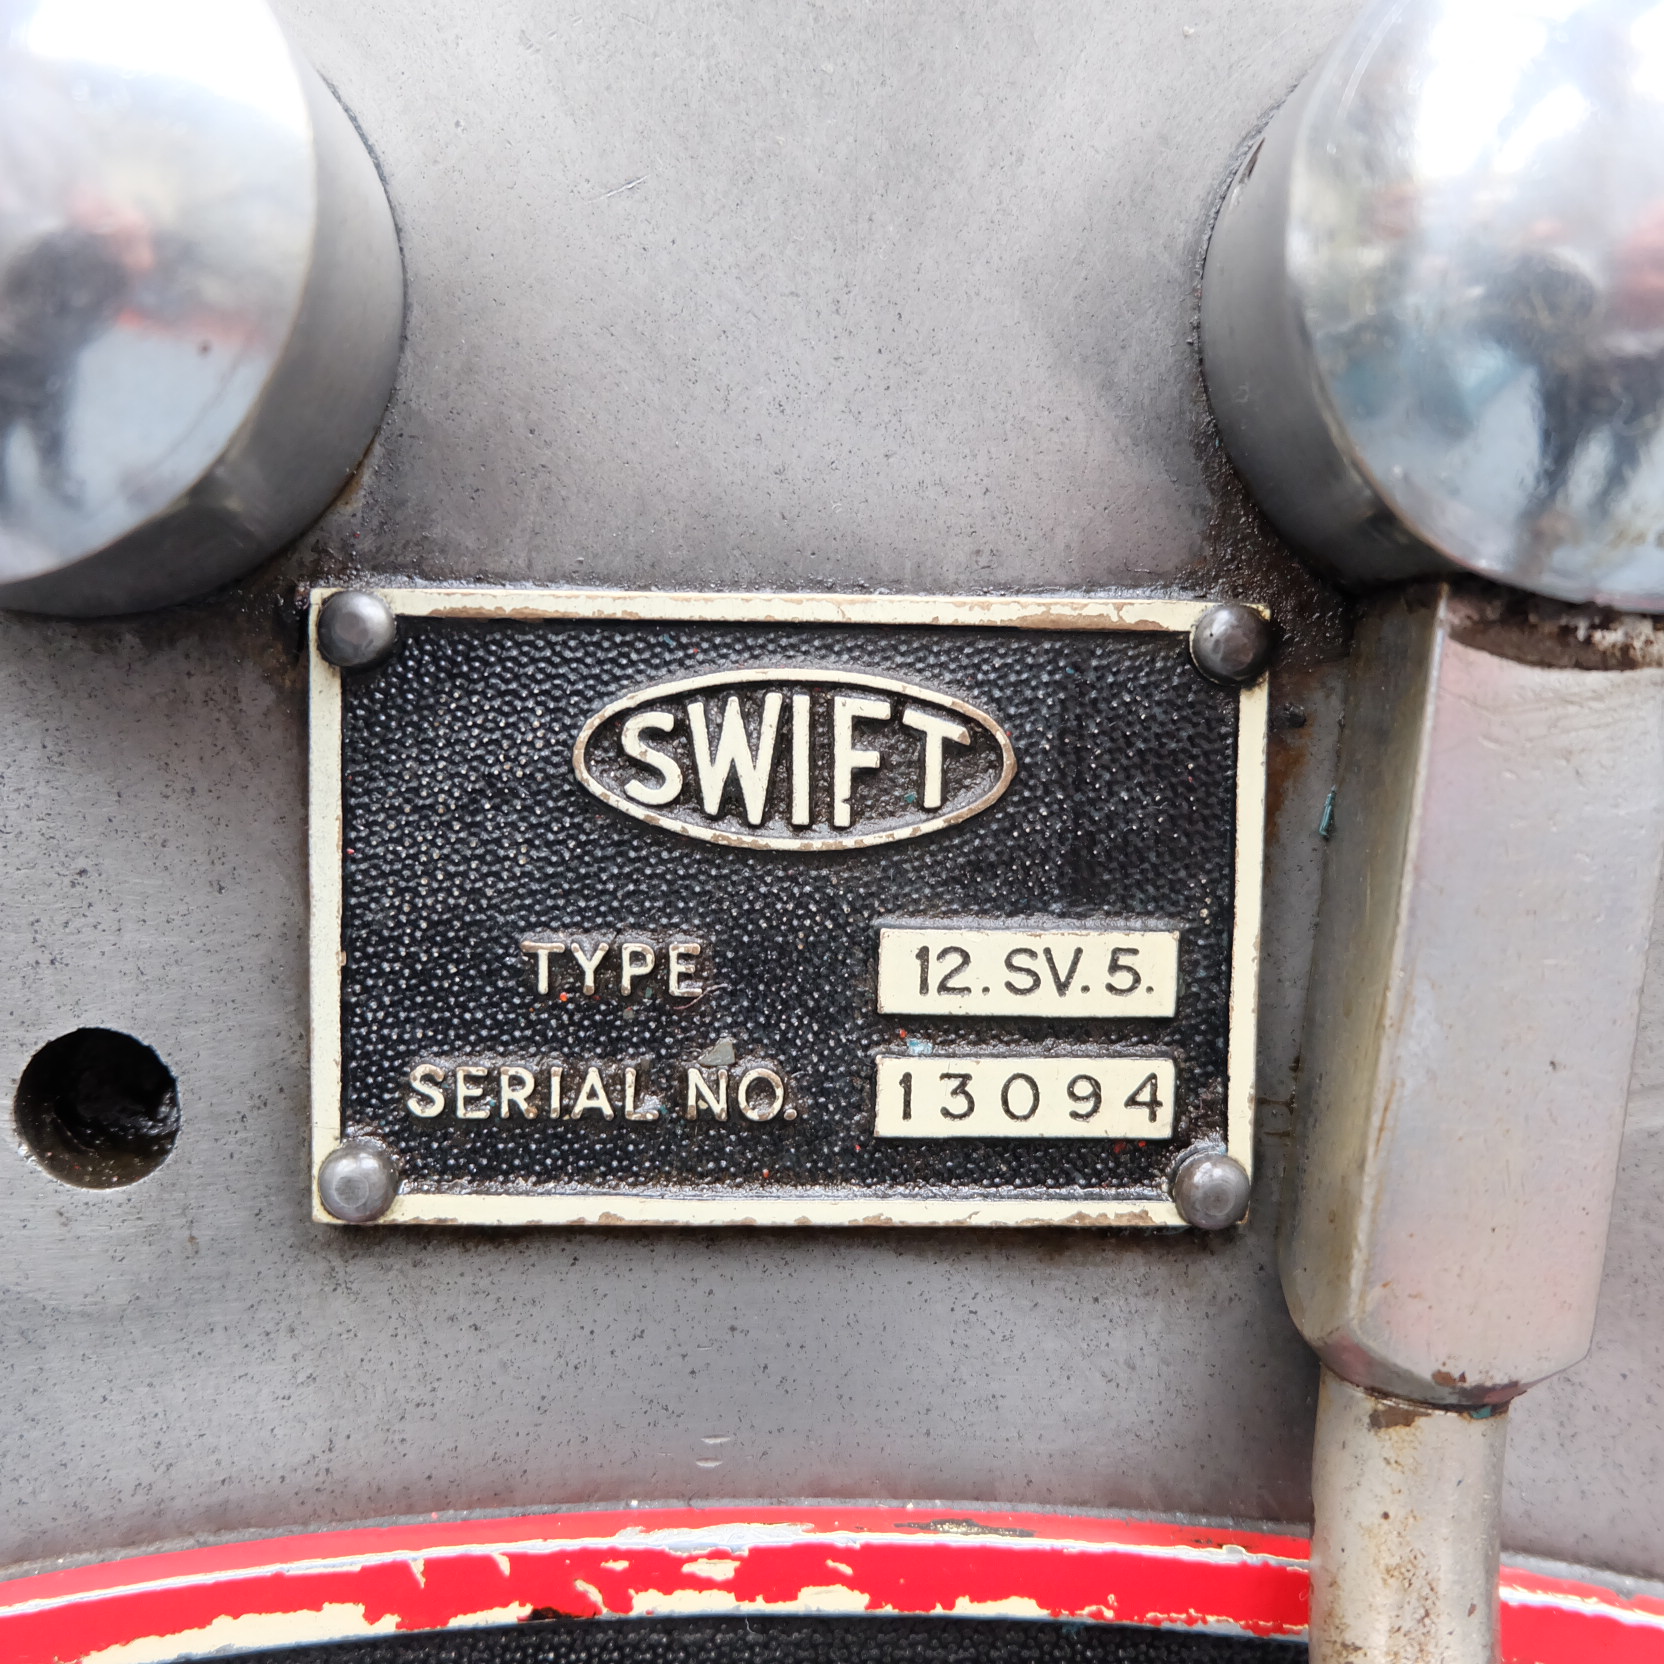 SWIFT
TYPE 12.SV.5.
SERIAL NO. 13094